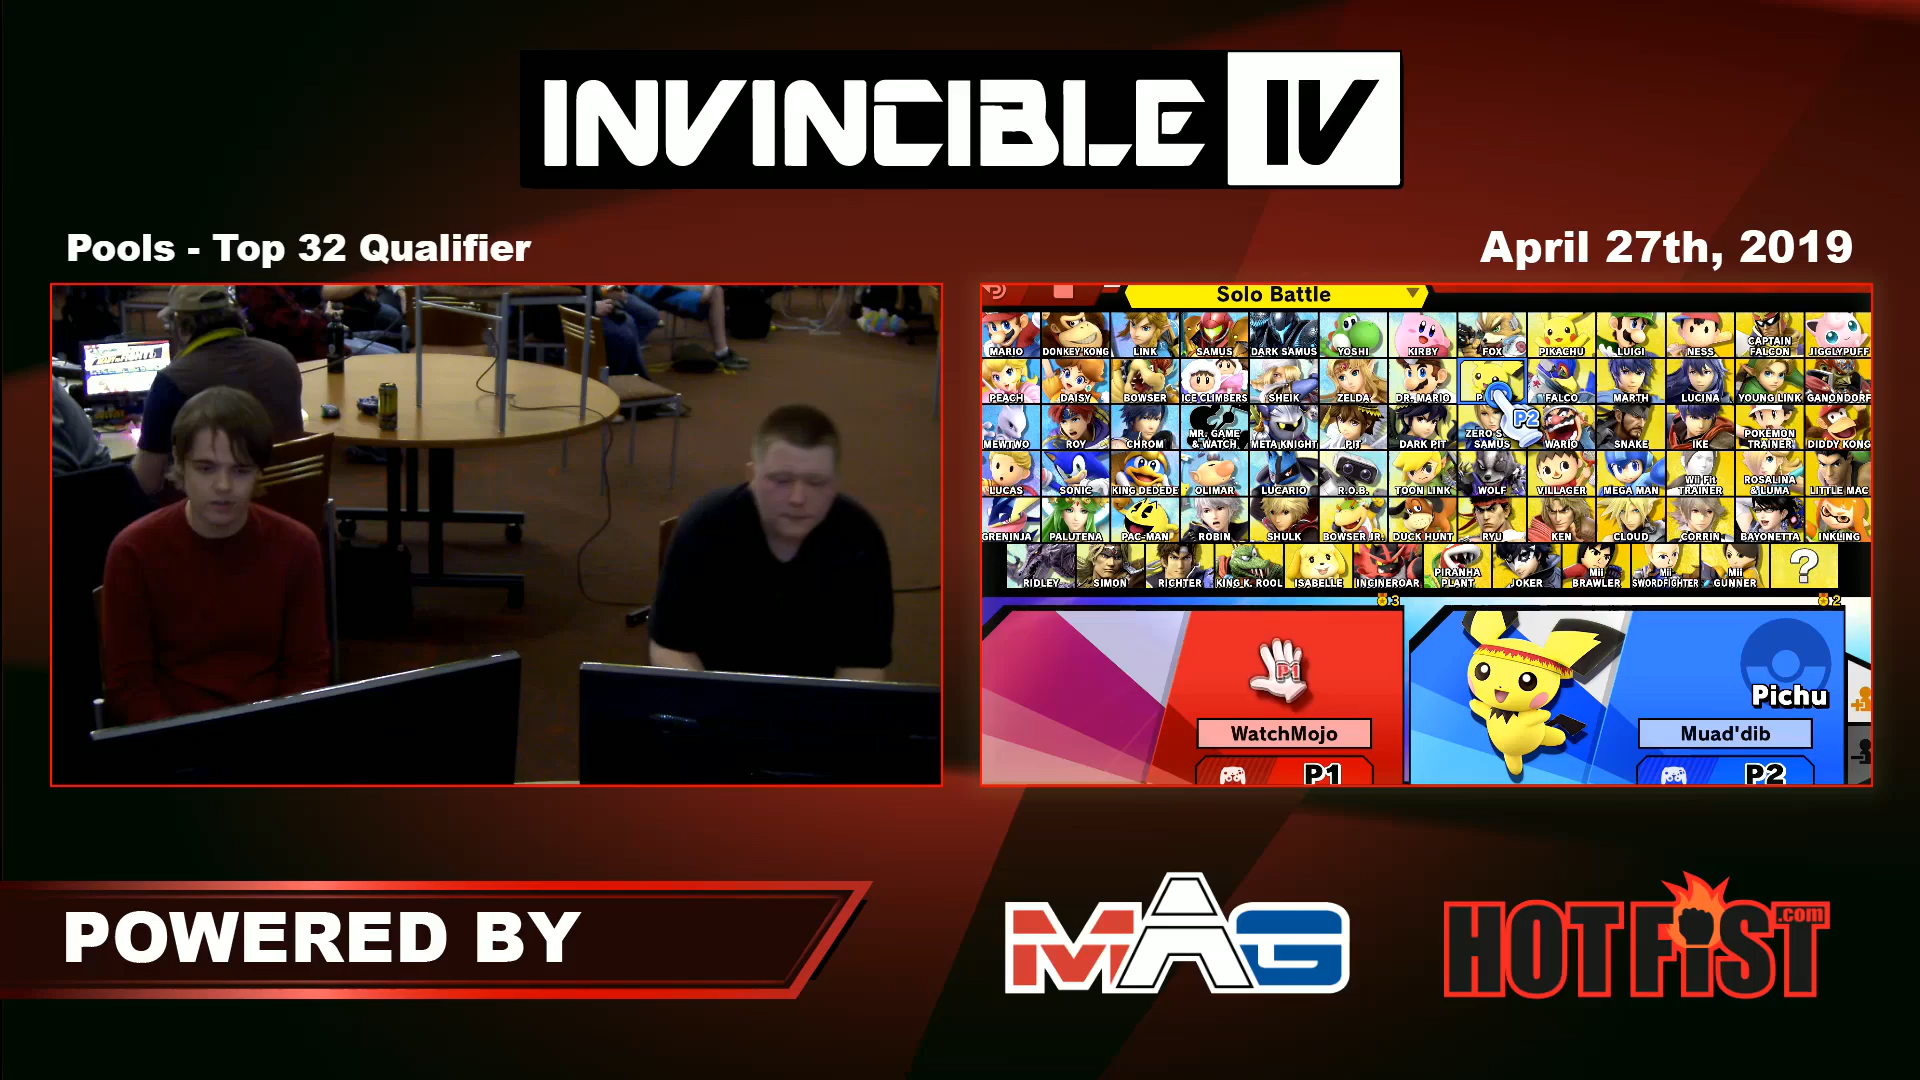 INVINCIBLE IV
Pools - Top 32 Qualifier
April 27th, 2019
Solo Battle
MARIO DONKEY KONG LINK SAMUS DARK SAMUS YOSHI KIRBY FOX PIKACHU LUIGI NESS CAPTAIN FALCON JIGGLYPUFF
PEACH DAISY BOWSER ICE CLIMBERS SHEIK ZELDA DR. MARIO FALCO MARTH LUCINA YOUNG LINK GANONDORF
P2
MEWTWO ROY CHROM MR. GAME & WATCH META KNIGHT PIT DARK PIT ZERO S SAMUS WARIO SNAKE IKE POKÉMON TRAINER DIDDY KONG
LUCAS SONIC KING DEDEDE OLIMAR LUCARIO R.O.B. TOON LINK WOLF VILLAGER MEGA MAN Wii Fit TRAINER ROSALINA & LUMA LITTLE MAC
GRENINJA PALUTENA PAC-MAN ROBIN SHULK BOWSER JR. DUCK HUNT RYU KEN CLOUD CORRIN BAYONETTA INKLING
RIDLEY SIMON RICHTER KING K. ROOL ISABELLE INCINEROAR PIRANHA PLANT JOKER Mii BRAWLER Mii SWORDFIGHTER Mii GUNNER ?
3
2
P1
Pichu
WatchMojo
Muad'dib
P1
P2
POWERED BY
MAG
HOTFIST.com